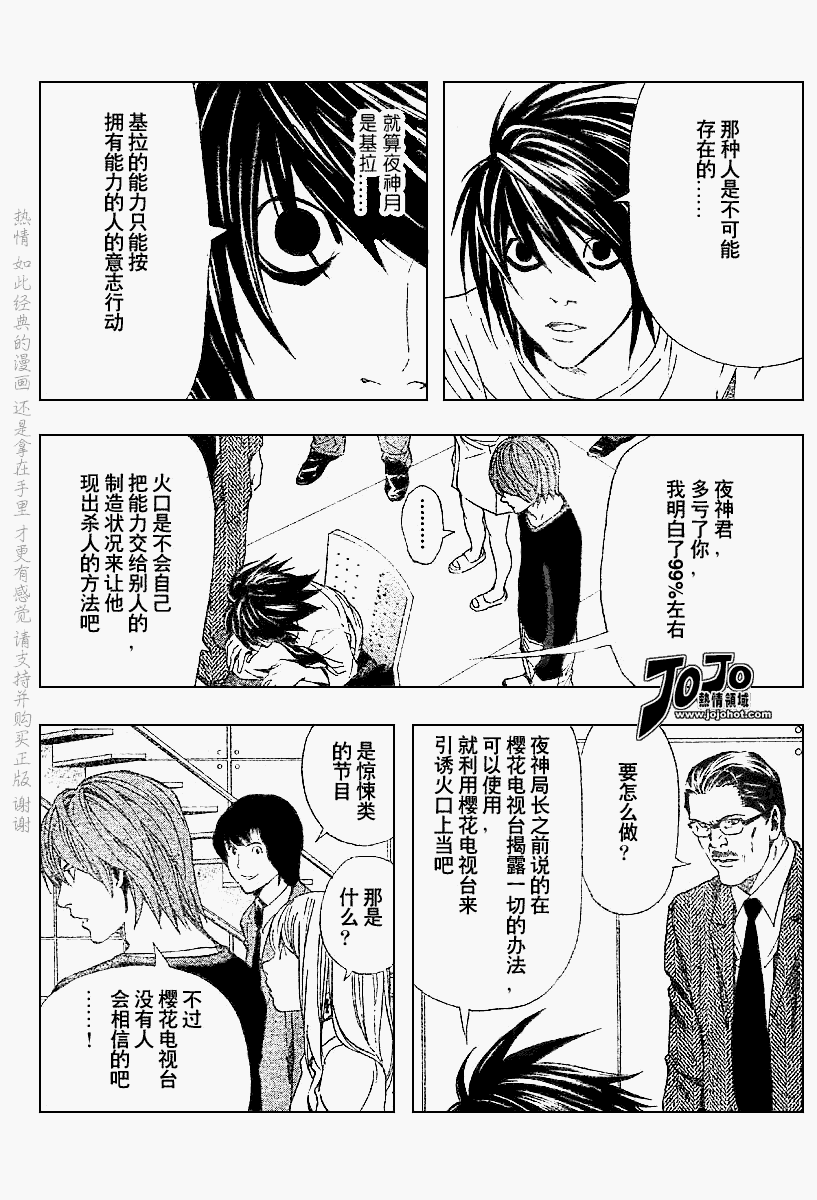 那种人是不可能
存在的……
就算夜神月
是基拉……
基拉的能力只能按
拥有能力的人的意志行动
夜神君，
多亏了你，
我明白了99%左右
……
火口是不会自己
把能力交给别人的，
制造状况来让他
现出杀人的方法吧
JOJO
熱情領域
www.jojohot.com
要怎么做？
夜神局长之前说的在
樱花电视台揭露一切的办法，
可以使用，
就利用樱花电视台来
引诱火口上当吧
是惊悚类
的节目
那是
什么？
不过
樱花电视台
没有人
会相信的吧
……！
热情 如此经典的漫画 还是拿在手里 才更有感觉 请支持并购买正版 谢谢